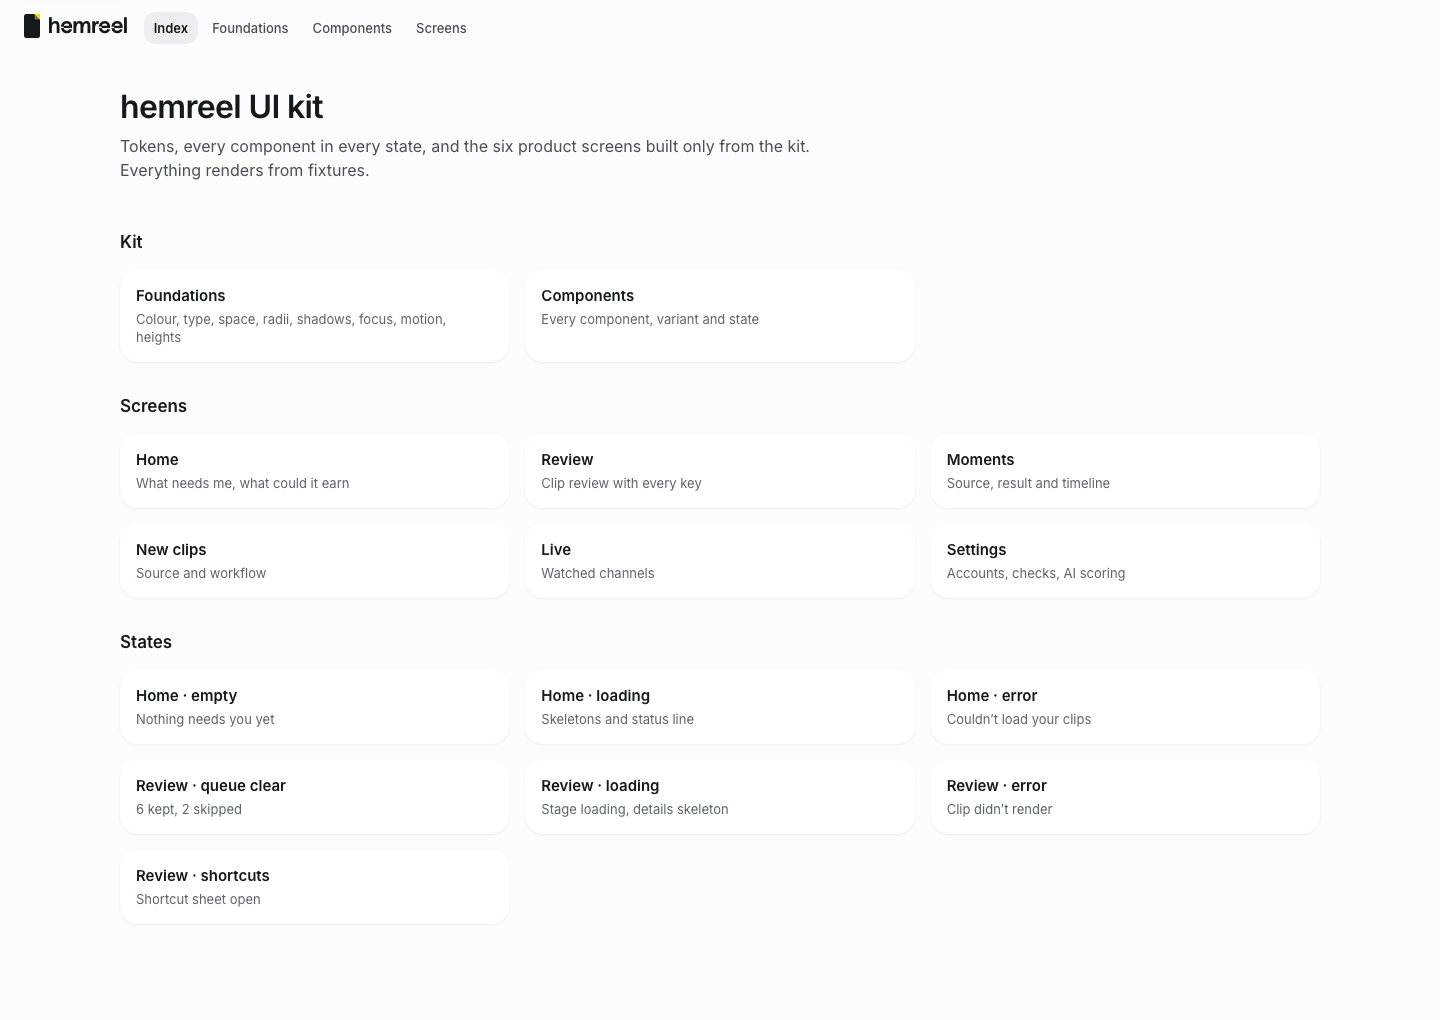 hemreel
Index
Foundations
Components
Screens
hemreel UI kit
Tokens, every component in every state, and the six product screens built only from the kit.
Everything renders from fixtures.
Kit
Foundations
Colour, type, space, radii, shadows, focus, motion,
heights
Components
Every component, variant and state
Screens
Home
What needs me, what could it earn
Review
Clip review with every key
Moments
Source, result and timeline
New clips
Source and workflow
Live
Watched channels
Settings
Accounts, checks, AI scoring
States
Home · empty
Nothing needs you yet
Home · loading
Skeletons and status line
Home · error
Couldn’t load your clips
Review · queue clear
6 kept, 2 skipped
Review · loading
Stage loading, details skeleton
Review · error
Clip didn’t render
Review · shortcuts
Shortcut sheet open